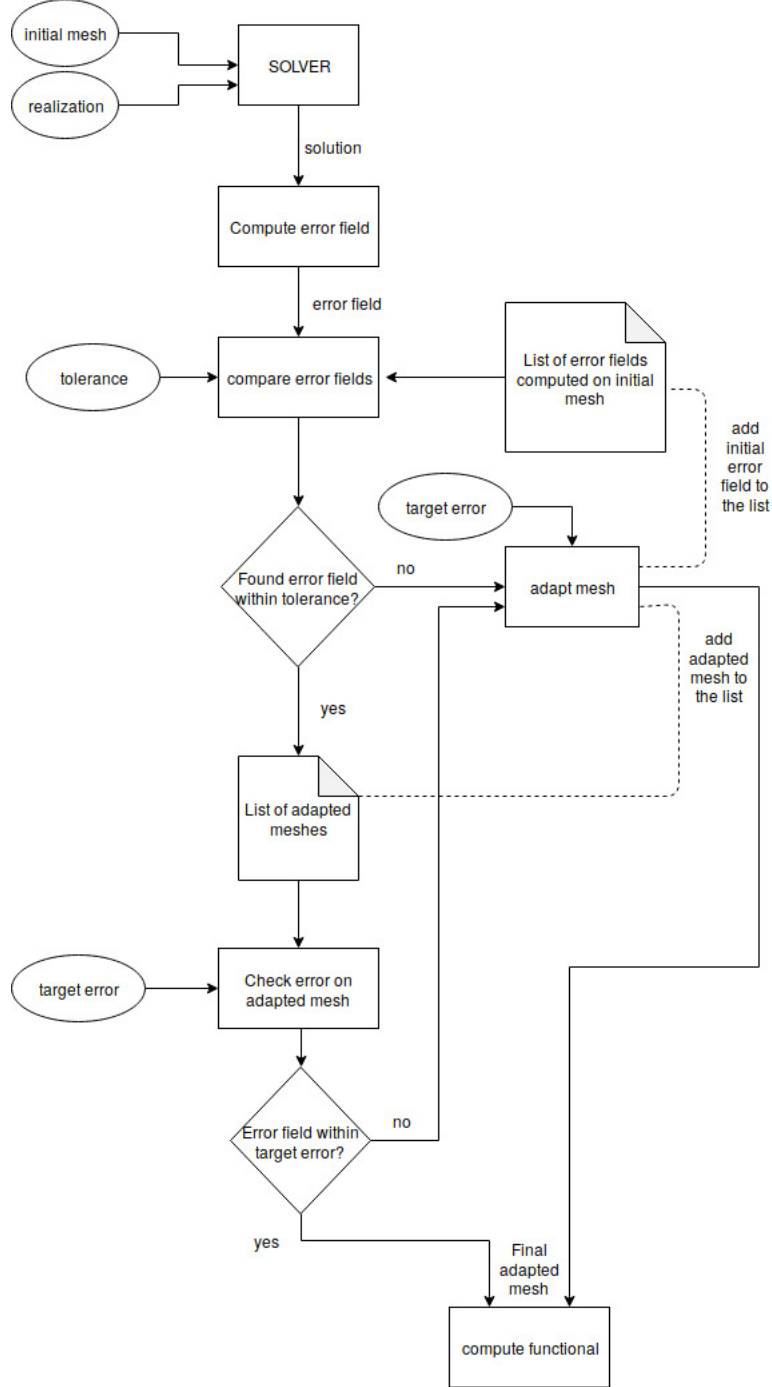 initial mesh
SOLVER
realization
solution
Compute error field
error field
tolerance
compare error fields
List of error fields
computed on initial
mesh
add
initial
error
field to
the list
target error
Found error field
within tolerance?
no
adapt mesh
add
adapted
mesh to
the list
yes
List of adapted
meshes
target error
Check error on
adapted mesh
Error field within
target error?
no
yes
Final
adapted
mesh
compute functional